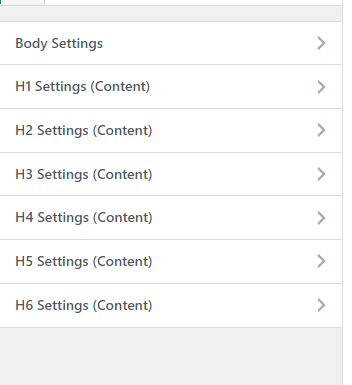 Body Settings
H1 Settings (Content)
H2 Settings (Content)
H3 Settings (Content)
H4 Settings (Content)
H5 Settings (Content)
H6 Settings (Content)